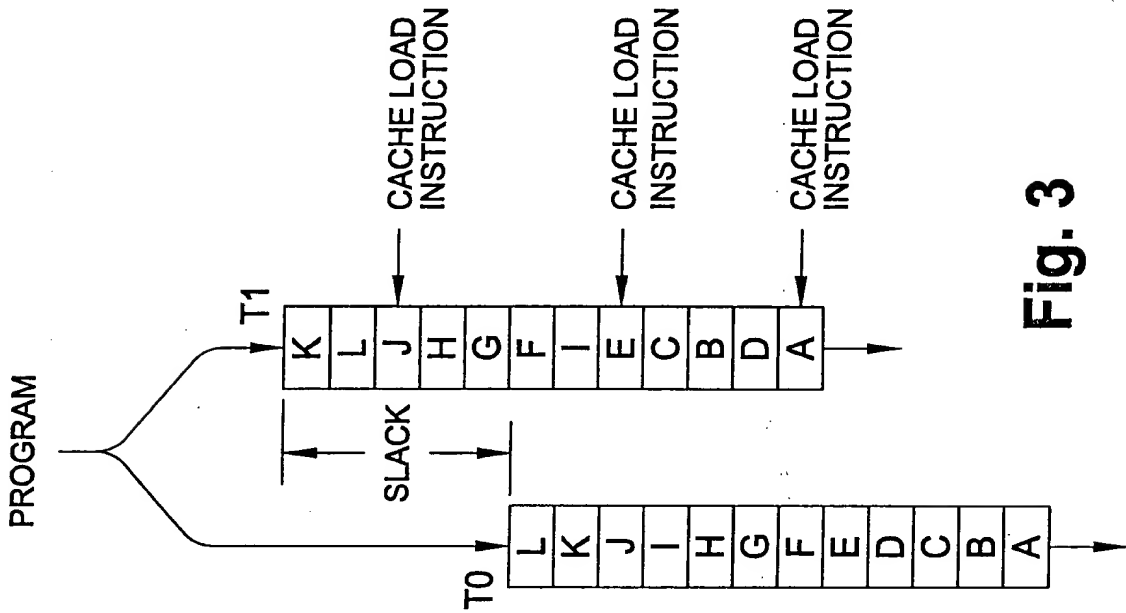 PROGRAM
T0
L
K
J
I
H
G
F
E
D
C
B
A
SLACK
T1
K
L
J
H
G
F
I
E
C
B
D
A
CACHE LOAD
INSTRUCTION
CACHE LOAD
INSTRUCTION
CACHE LOAD
INSTRUCTION
Fig. 3